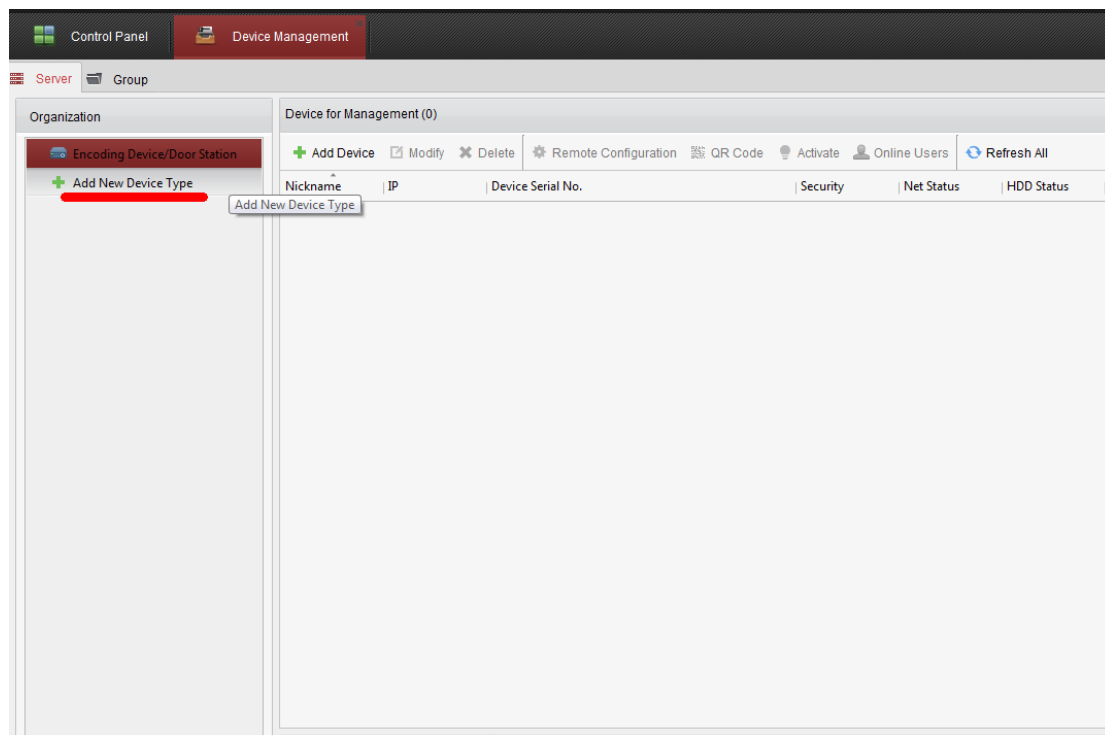 Control Panel Device Management
Server Group
Organization
Encoding Device/Door Station
Add New Device Type
Add New Device Type
Device for Management (0)
Add Device Modify Delete Remote Configuration QR Code Activate Online Users Refresh All
Nickname IP Device Serial No. Security Net Status HDD Status